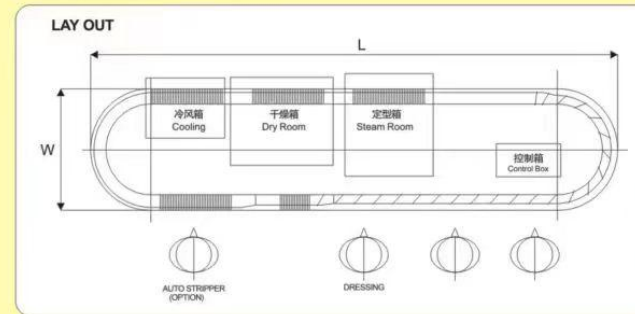 LAY OUT
L
W
冷风箱
Cooling
干燥箱
Dry Room
定型箱
Steam Room
控制箱
Control Box
AUTO STRIPPER
(OPTION)
DRESSING